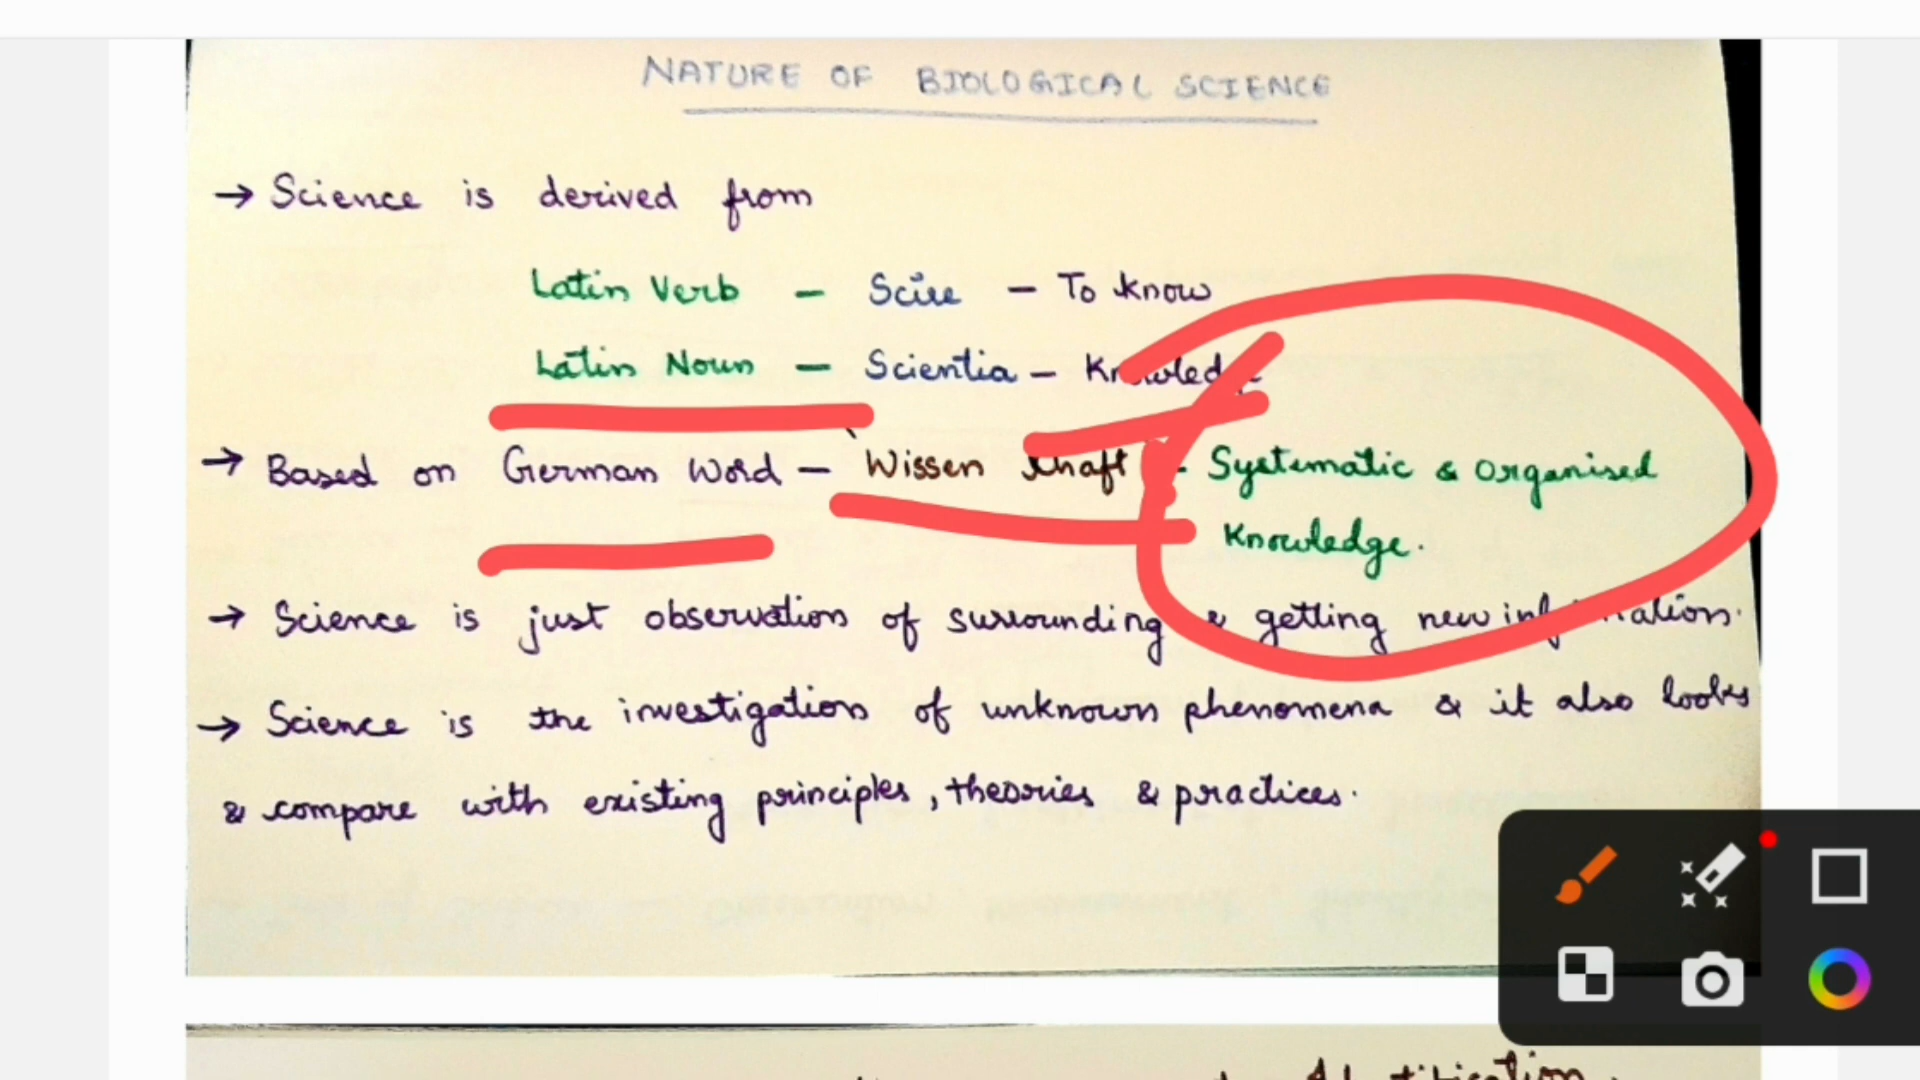 NATURE OF BIOLOGICAL SCIENCE
→ Science is derived from
Latin Verb — Scire — To know
Latin Noun — Scientia — Knowledge
→ Based on German Word — 'Wissen - Systematic & Organised
Knowledge.
→ Science is just observation of surrounding & getting new information.
→ Science is the investigation of unknown phenomena & it also looks
& compare with existing principles, theories & practices.